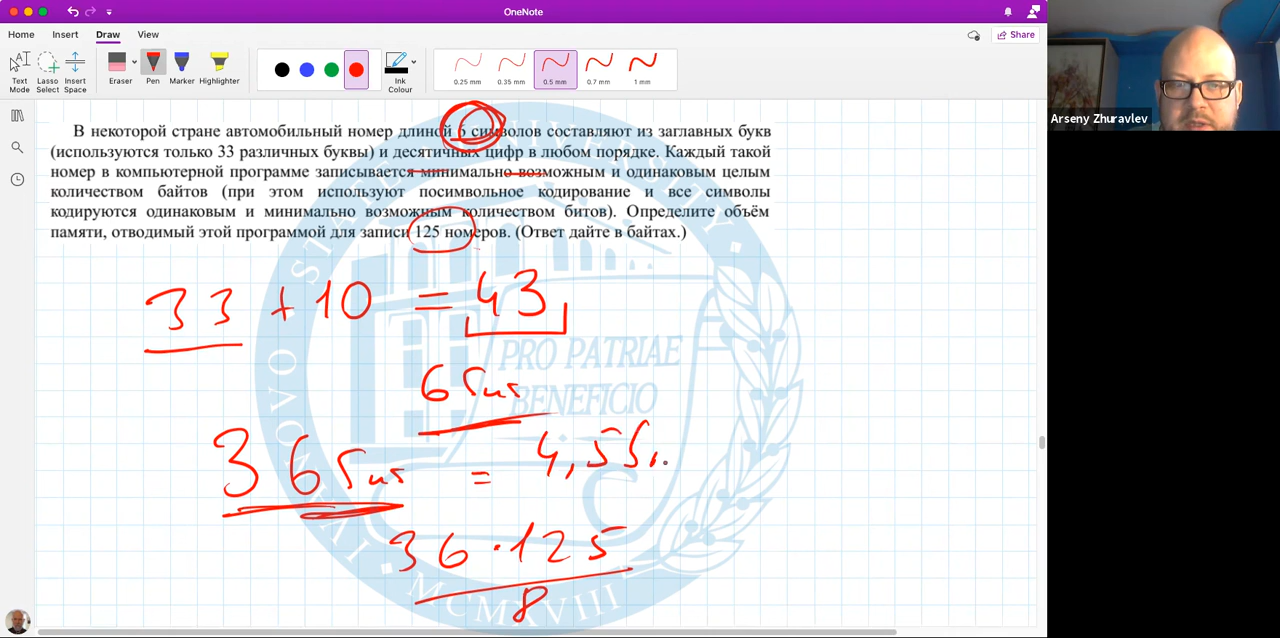 OneNote
Home Insert Draw View
Share
Text Mode
Lasso Select
Insert Space
Eraser
Pen
Marker
Highlighter
Ink Colour
0.25 mm
0.35 mm
0.5 mm
0.7 mm
1 mm
Arseny Zhuravlev
В некоторой стране автомобильный номер длиной 6 символов составляют из заглавных букв
(используются только 33 различных буквы) и десятичных цифр в любом порядке. Каждый такой
номер в компьютерной программе записывается минимально возможным и одинаковым целым
количеством байтов (при этом используют посимвольное кодирование и все символы
кодируются одинаковым и минимально возможным количеством битов). Определите объём
памяти, отводимый этой программой для записи 125 номеров. (Ответ дайте в байтах.)
33 + 10 = 43
6 бит
36 бит = 4,5 б
36 · 125
8
PRO PATRIAE
BENEFICIO
MCMXVIII